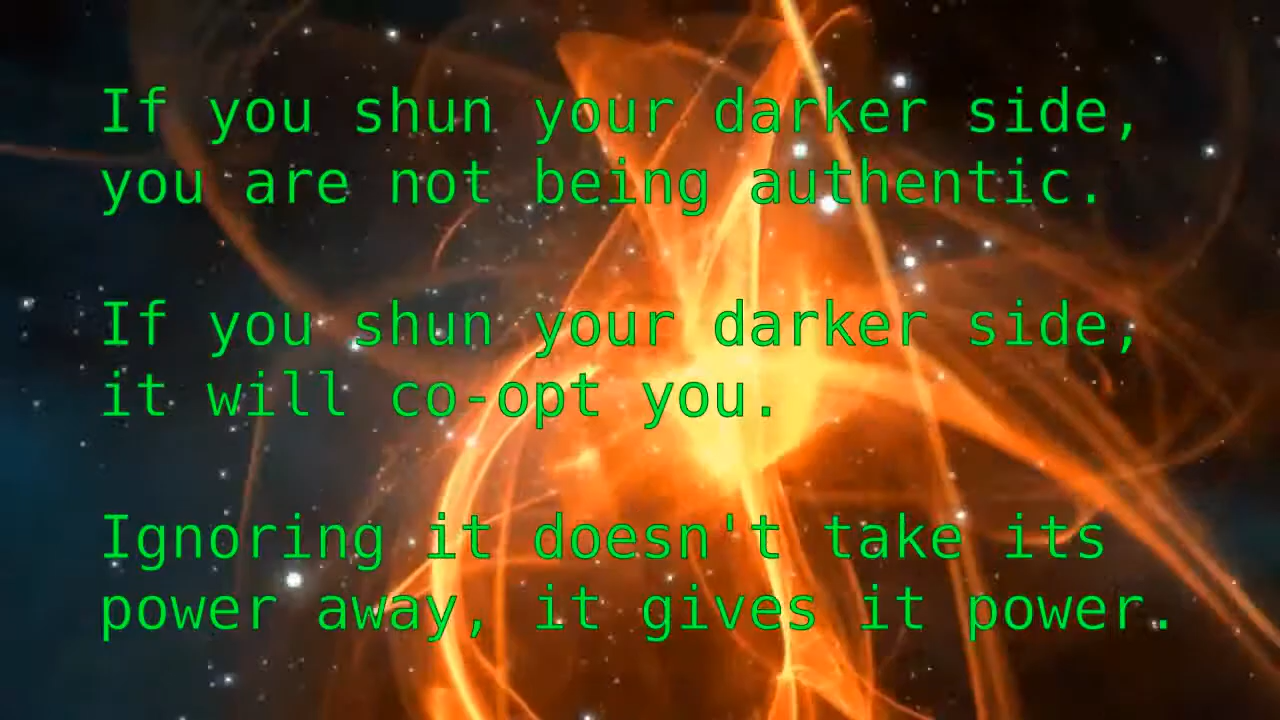 If you shun your darker side,
you are not being authentic.
If you shun your darker side,
it will co-opt you.
Ignoring it doesn't take its
power away, it gives it power.